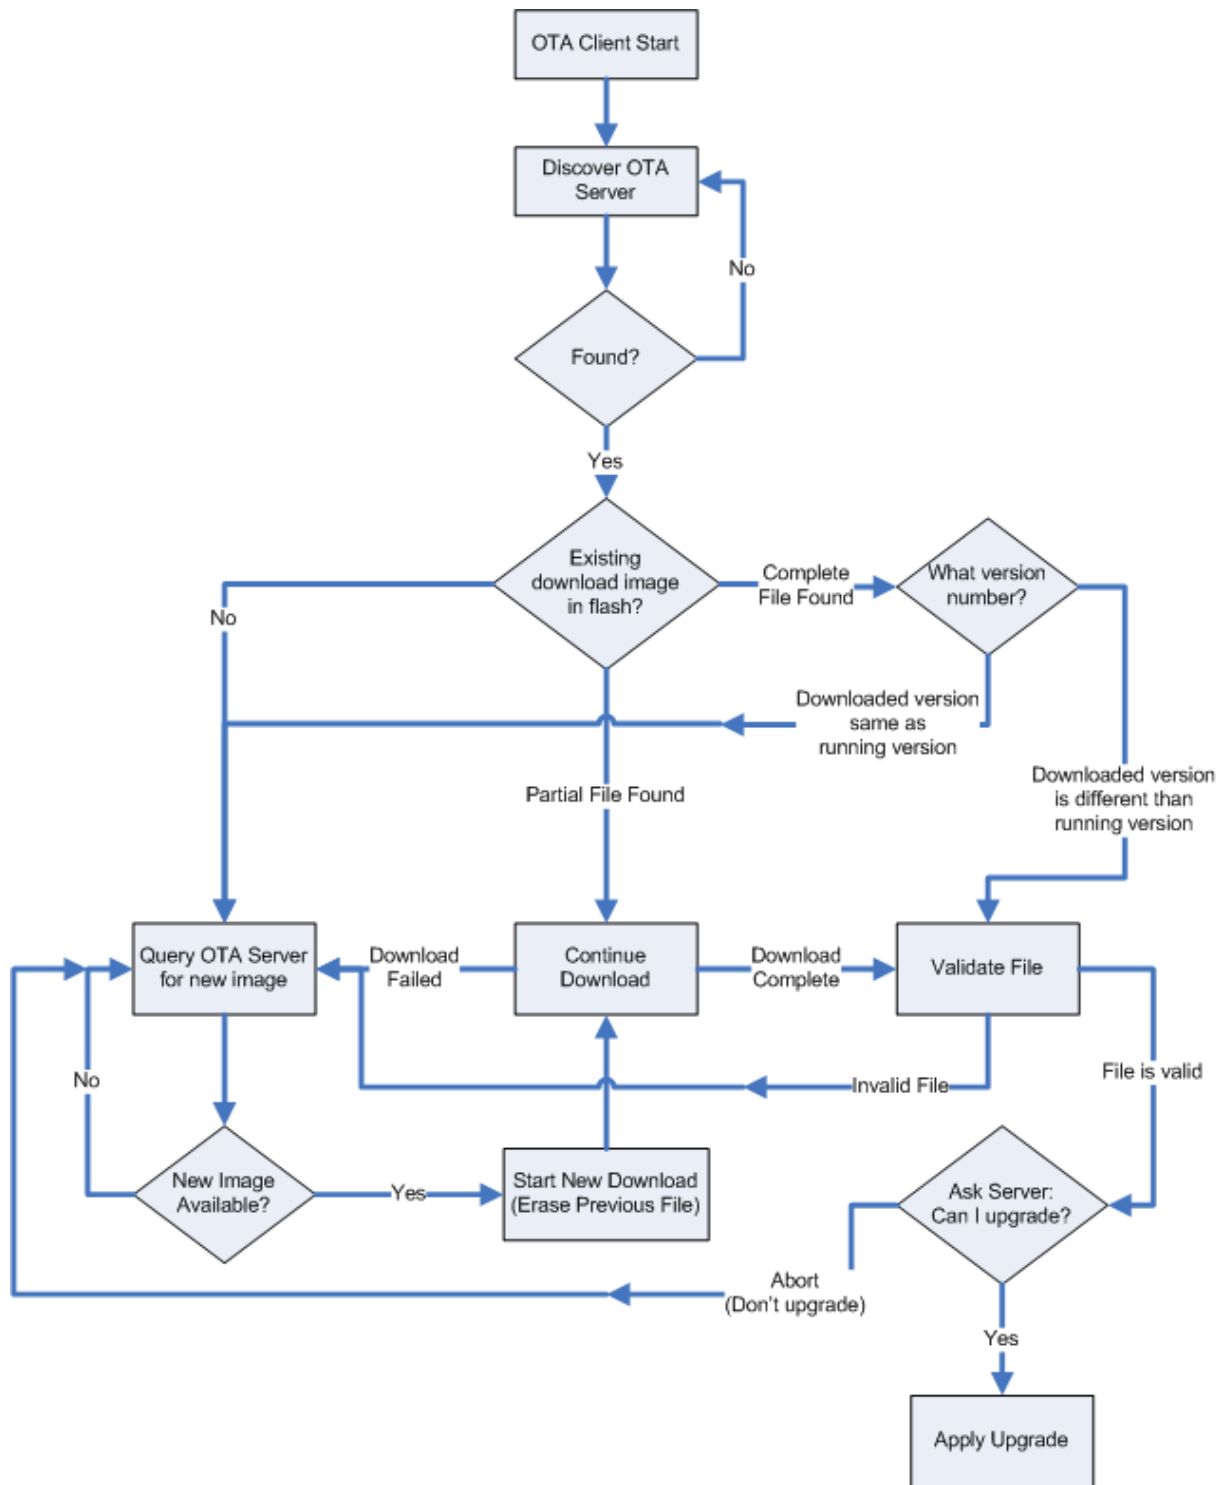 OTA Client Start
Discover OTA
Server
No
Found?
Yes
Existing
download image
in flash?
Complete
File Found
What version
number?
No
Downloaded version
same as
running version
Partial File Found
Downloaded version
is different than
running version
Query OTA Server
for new image
Download
Failed
Continue
Download
Download
Complete
Validate File
No
Invalid File
File is valid
New Image
Available?
Yes
Start New Download
(Erase Previous File)
Ask Server:
Can I upgrade?
Abort
(Don't upgrade)
Yes
Apply Upgrade